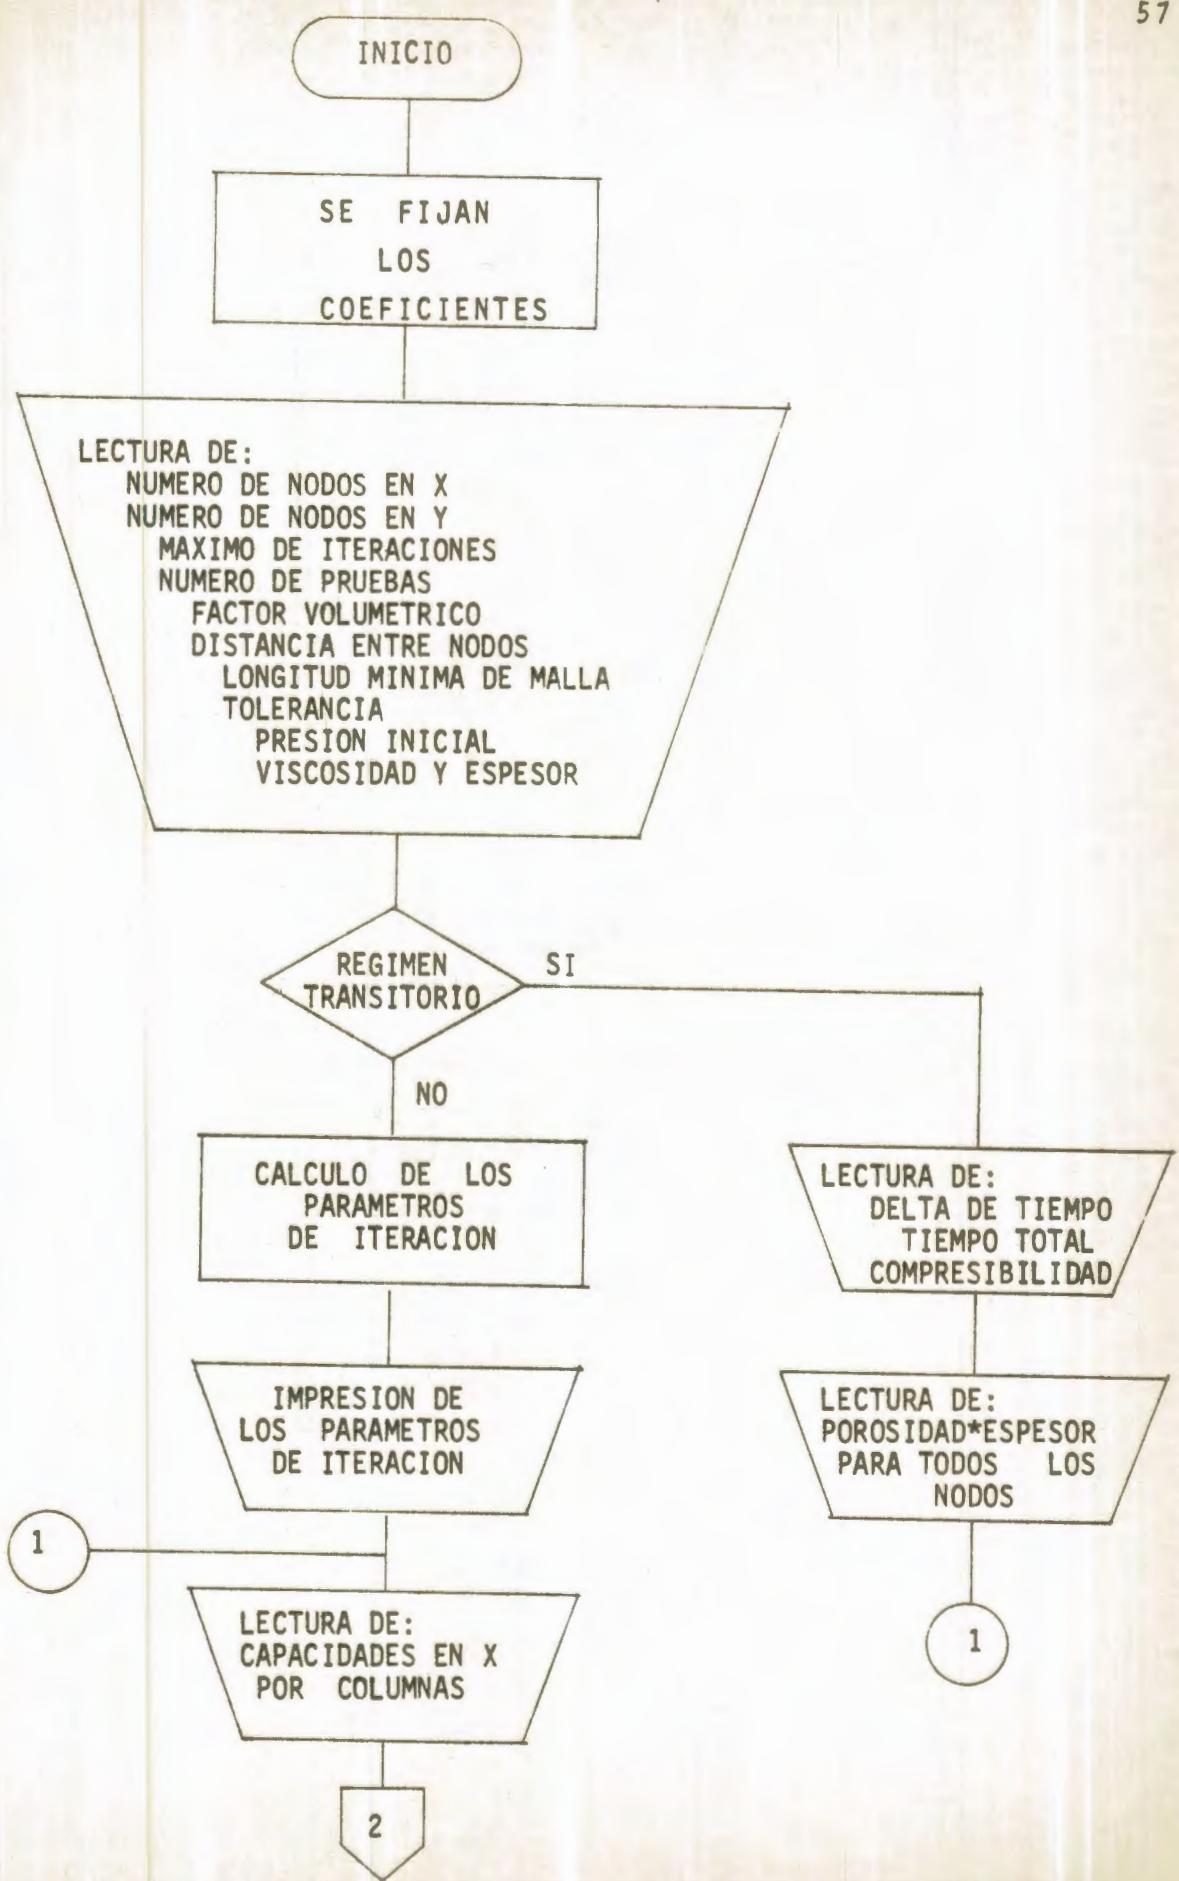 57
INICIO
SE FIJAN
LOS
COEFICIENTES
LECTURA DE:
NUMERO DE NODOS EN X
NUMERO DE NODOS EN Y
MAXIMO DE ITERACIONES
NUMERO DE PRUEBAS
FACTOR VOLUMETRICO
DISTANCIA ENTRE NODOS
LONGITUD MINIMA DE MALLA
TOLERANCIA
PRESION INICIAL
VISCOSIDAD Y ESPESOR
REGIMEN
TRANSITORIO
SI
NO
CALCULO DE LOS
PARAMETROS
DE ITERACION
IMPRESION DE
LOS PARAMETROS
DE ITERACION
1
LECTURA DE:
CAPACIDADES EN X
POR COLUMNAS
2
LECTURA DE:
DELTA DE TIEMPO
TIEMPO TOTAL
COMPRESIBILIDAD
LECTURA DE:
POROSIDAD*ESPESOR
PARA TODOS LOS
NODOS
1